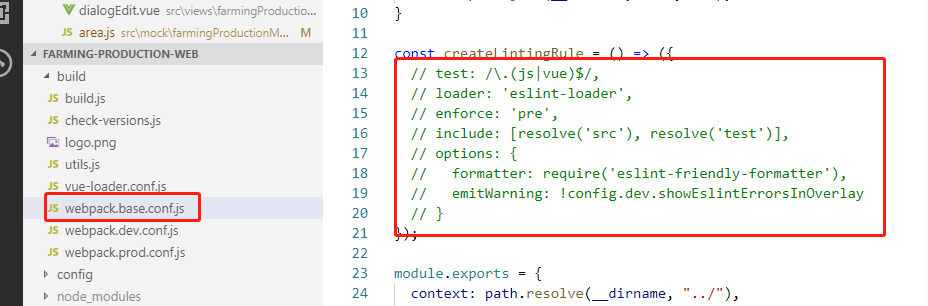 dialogEdit.vue src\views\farmingProduction...
area.js src\mock\farmingProductionM... M
FARMING-PRODUCTION-WEB
build
JS build.js
JS check-versions.js
logo.png
JS utils.js
JS vue-loader.conf.js
JS webpack.base.conf.js
JS webpack.dev.conf.js
JS webpack.prod.conf.js
config
node_modules
10 }
11
12 const createLintingRule = () => ({
13 // test: /\.(js|vue)$/,
14 // loader: 'eslint-loader',
15 // enforce: 'pre',
16 // include: [resolve('src'), resolve('test')],
17 // options: {
18 //   formatter: require('eslint-friendly-formatter'),
19 //   emitWarning: !config.dev.showEslintErrorsInOverlay
20 // }
21 });
22
23 module.exports = {
24 context: path.resolve(__dirname, "../"),